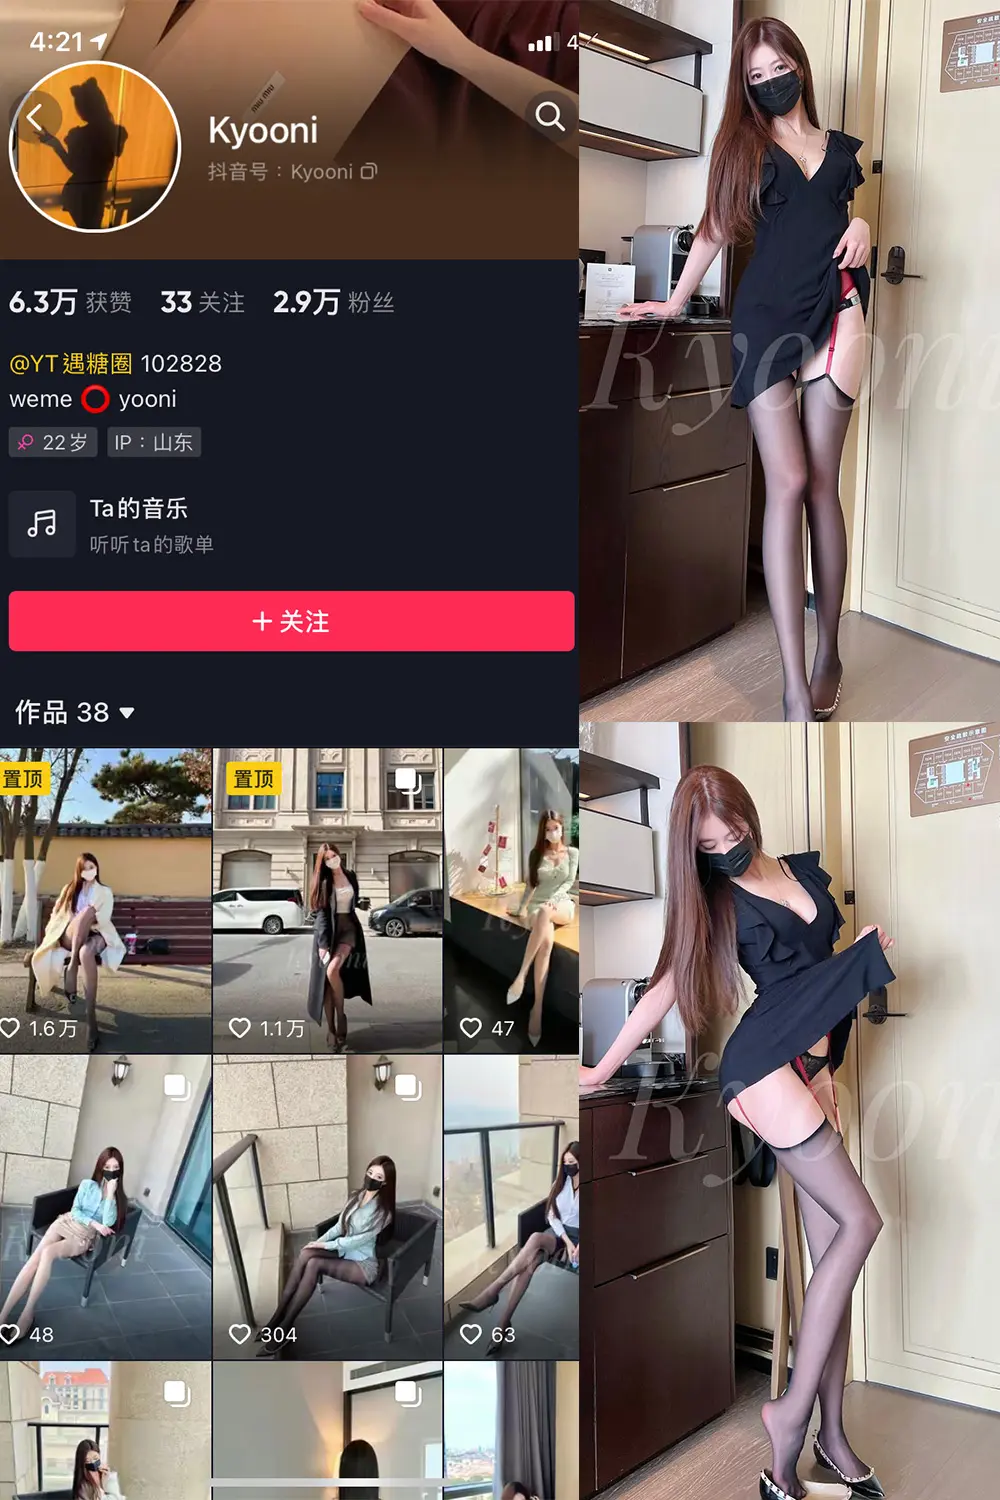 4:21
4
MIU MIU
Kyooni
抖音号：Kyooni
6.3万 获赞 33 关注 2.9万 粉丝
@YT遇糖圈 102828
weme ⭕ yooni
22岁 IP：山东
Ta的音乐
听听ta的歌单
+ 关注
作品 38
置顶
置顶
1.6万
1.1万
47
48
304
63
Kyooni
Kyooni